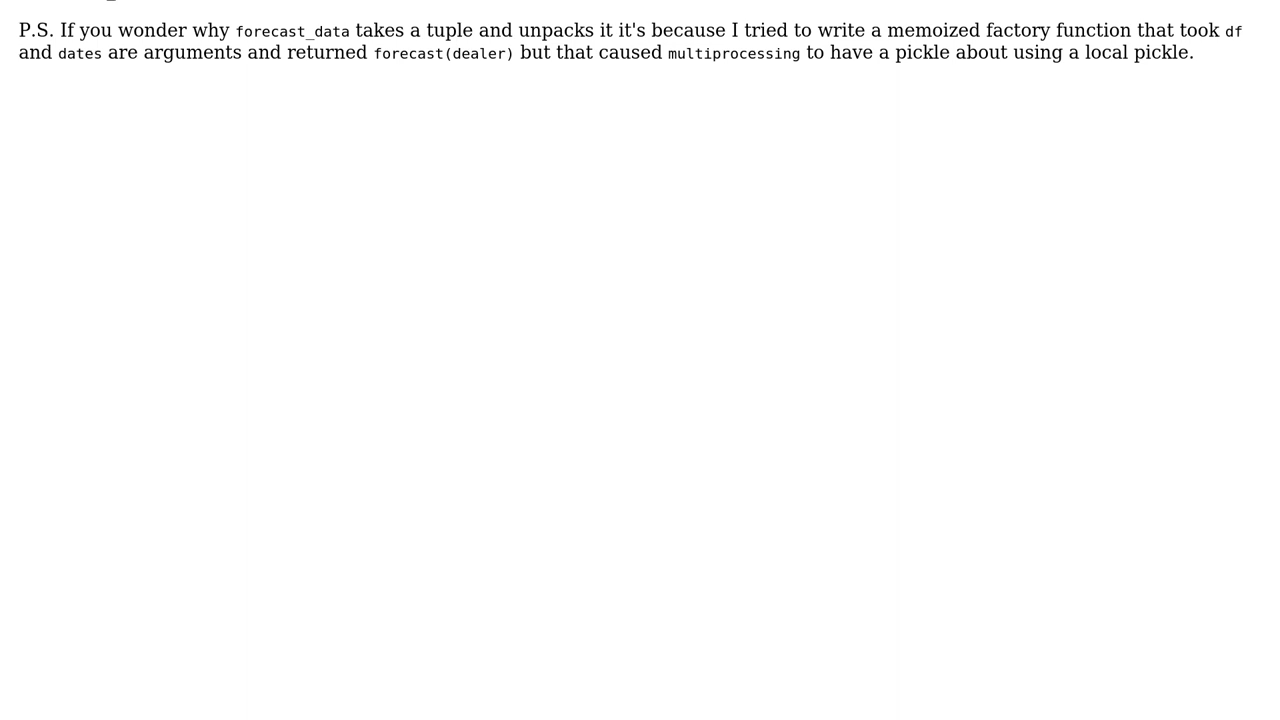 P.S. If you wonder why forecast_data takes a tuple and unpacks it it's because I tried to write a memoized factory function that took df
and dates are arguments and returned forecast(dealer) but that caused multiprocessing to have a pickle about using a local pickle.